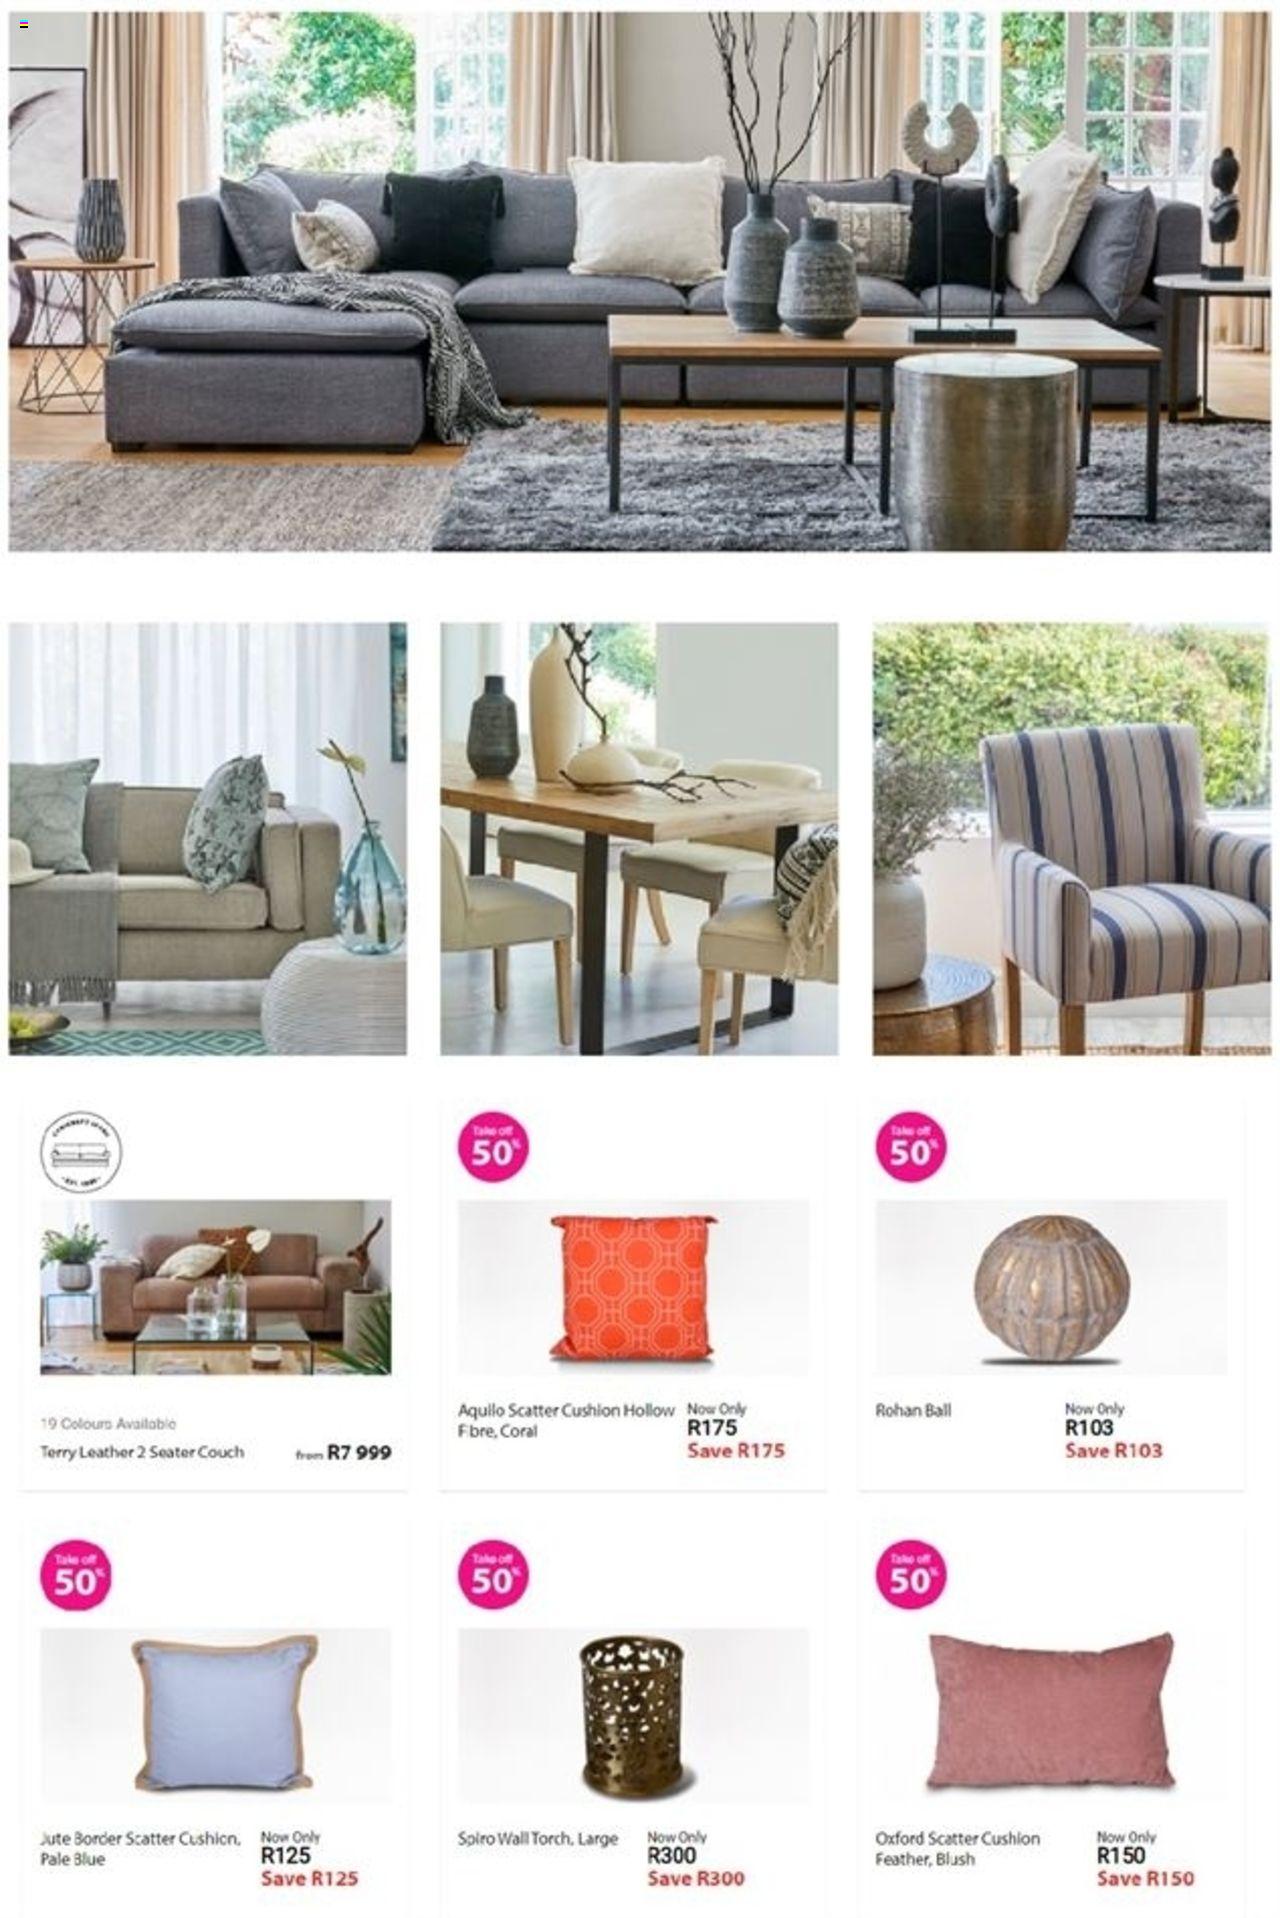 Take off
50%
Take off
50%
EST.
19 Colours Available
Terry Leather 2 Seater Couch
from R7 999
Aquilo Scatter Cushion Hollow
Fibre, Coral
Now Only
R175
Save R175
Rohan Ball
Now Only
R103
Save R103
Take off
50%
Take off
50%
Take off
50%
Jute Border Scatter Cushion,
Pale Blue
Now Only
R125
Save R125
Spiro Wall Torch, Large
Now Only
R300
Save R300
Oxford Scatter Cushion
Feather, Blush
Now Only
R150
Save R150